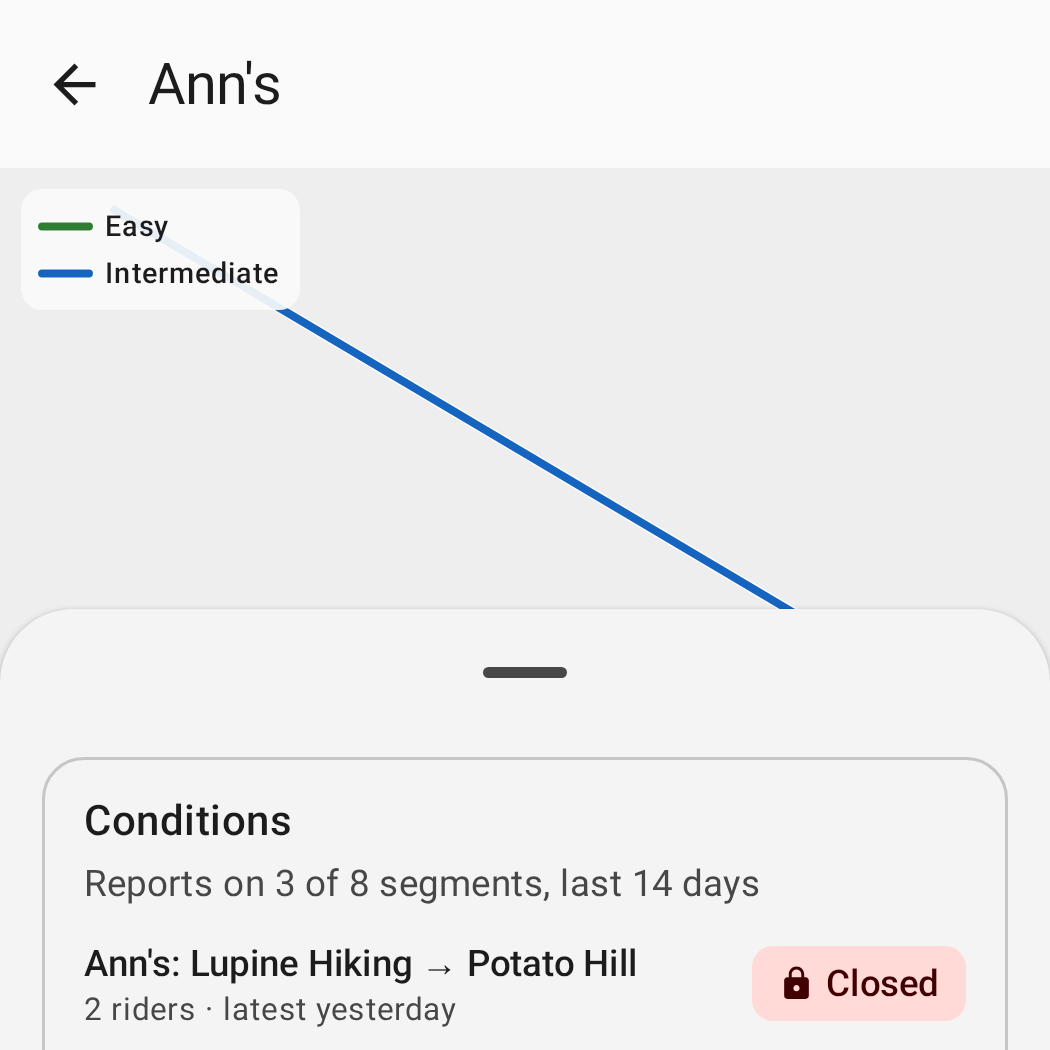 Ann's
Easy
Intermediate
Conditions
Reports on 3 of 8 segments, last 14 days
Ann's: Lupine Hiking → Potato Hill
2 riders · latest yesterday
Closed